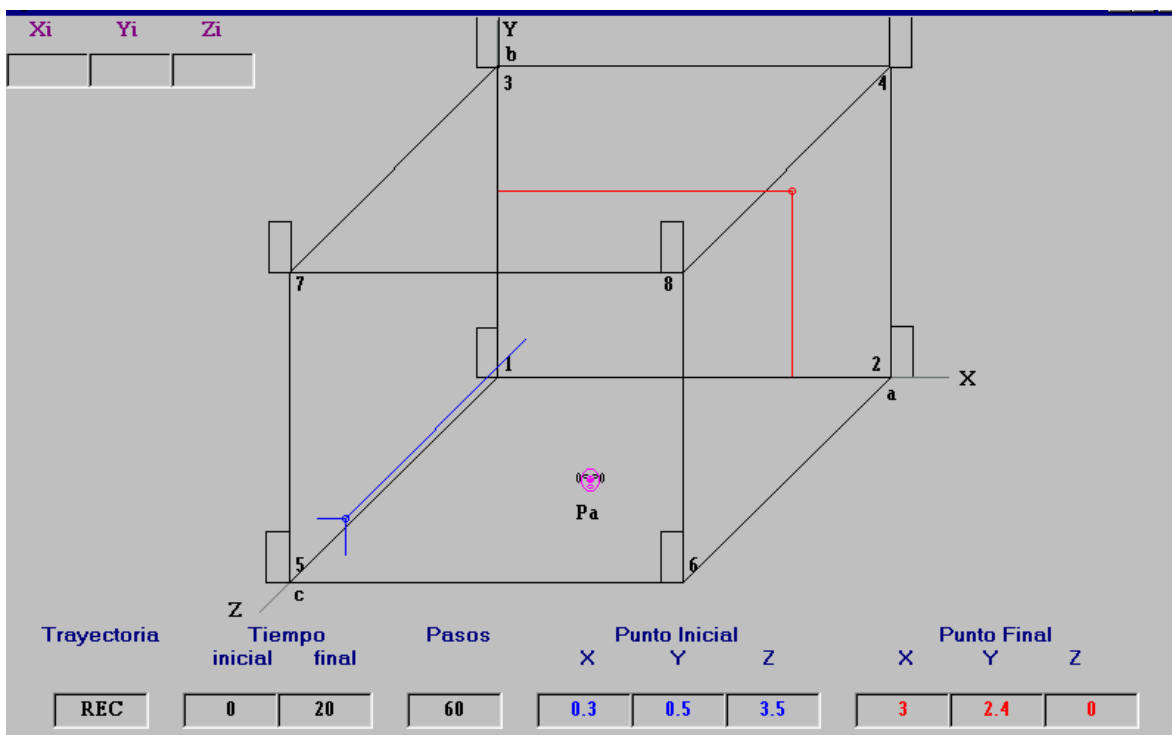 Xi Yi Zi
Y
b
3 4
7 8
1 2
X
a
Pa
5 6
Z c
Trayectoria Tiempo Pasos Punto Inicial Punto Final
inicial final X Y Z X Y Z
REC 0 20 60 0.3 0.5 3.5 3 2.4 0